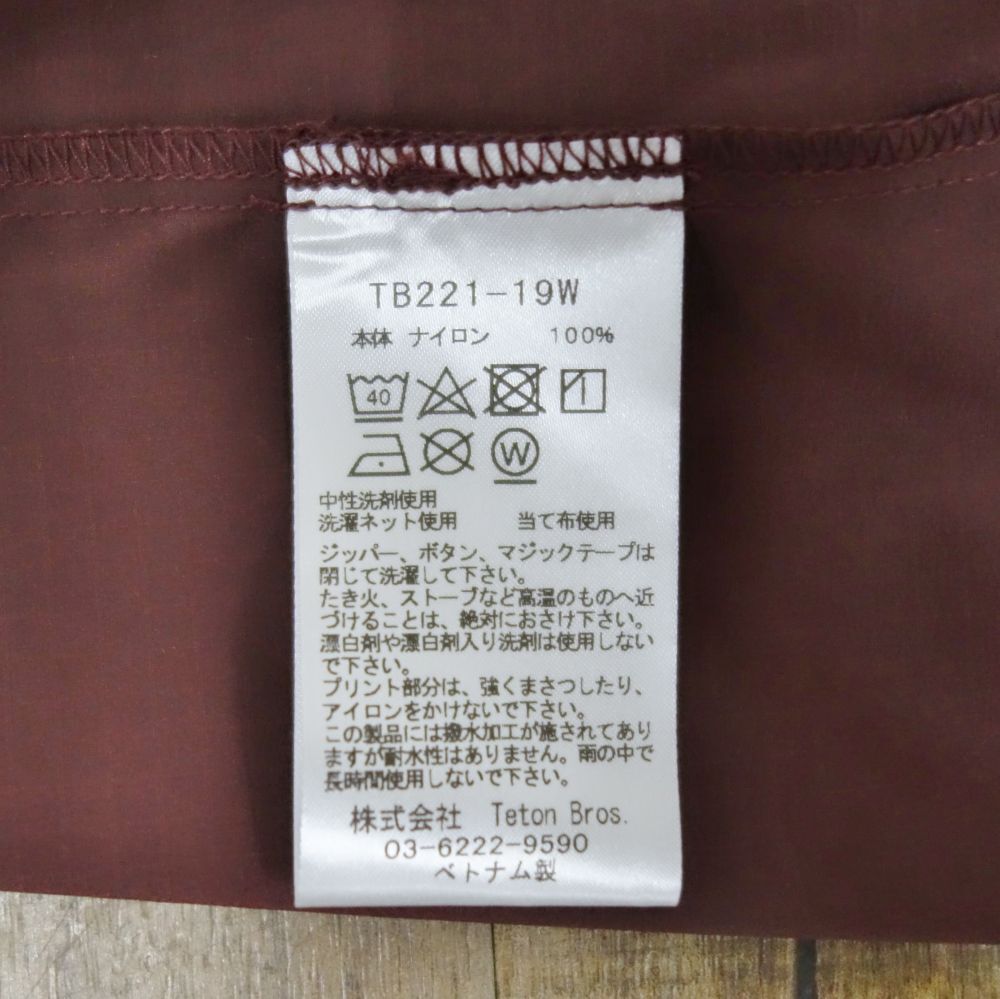 TB221-19W
本体 ナイロン 100%
40
W
中性洗剤使用
洗濯ネット使用 当て布使用
ジッパー、ボタン、マジックテープは
閉じて洗濯して下さい。
たき火、ストーブなど高温のものへ近
づけることは、絶対におさけ下さい。
漂白剤や漂白剤入り洗剤は使用しない
で下さい。
プリント部分は、強くまさつしたり、
アイロンをかけないで下さい。
この製品には撥水加工が施されてあり
ますが耐水性はありません。雨の中で
長時間使用しないで下さい。
株式会社 Teton Bros.
03-6222-9590
ベトナム製